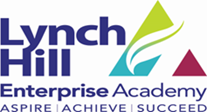 Lynch
Hill
Enterprise Academy
ASPIRE | ACHIEVE | SUCCEED